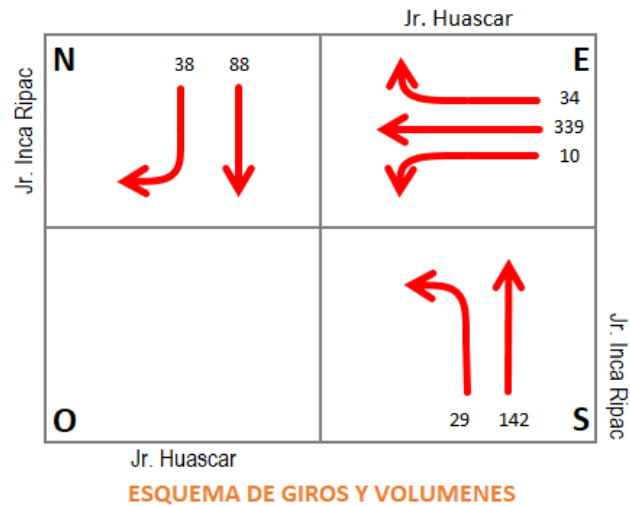 Jr. Huascar
N
E
Jr. Inca Ripac
38
88
34
339
10
Jr. Inca Ripac
O
S
29
142
Jr. Huascar
ESQUEMA DE GIROS Y VOLUMENES